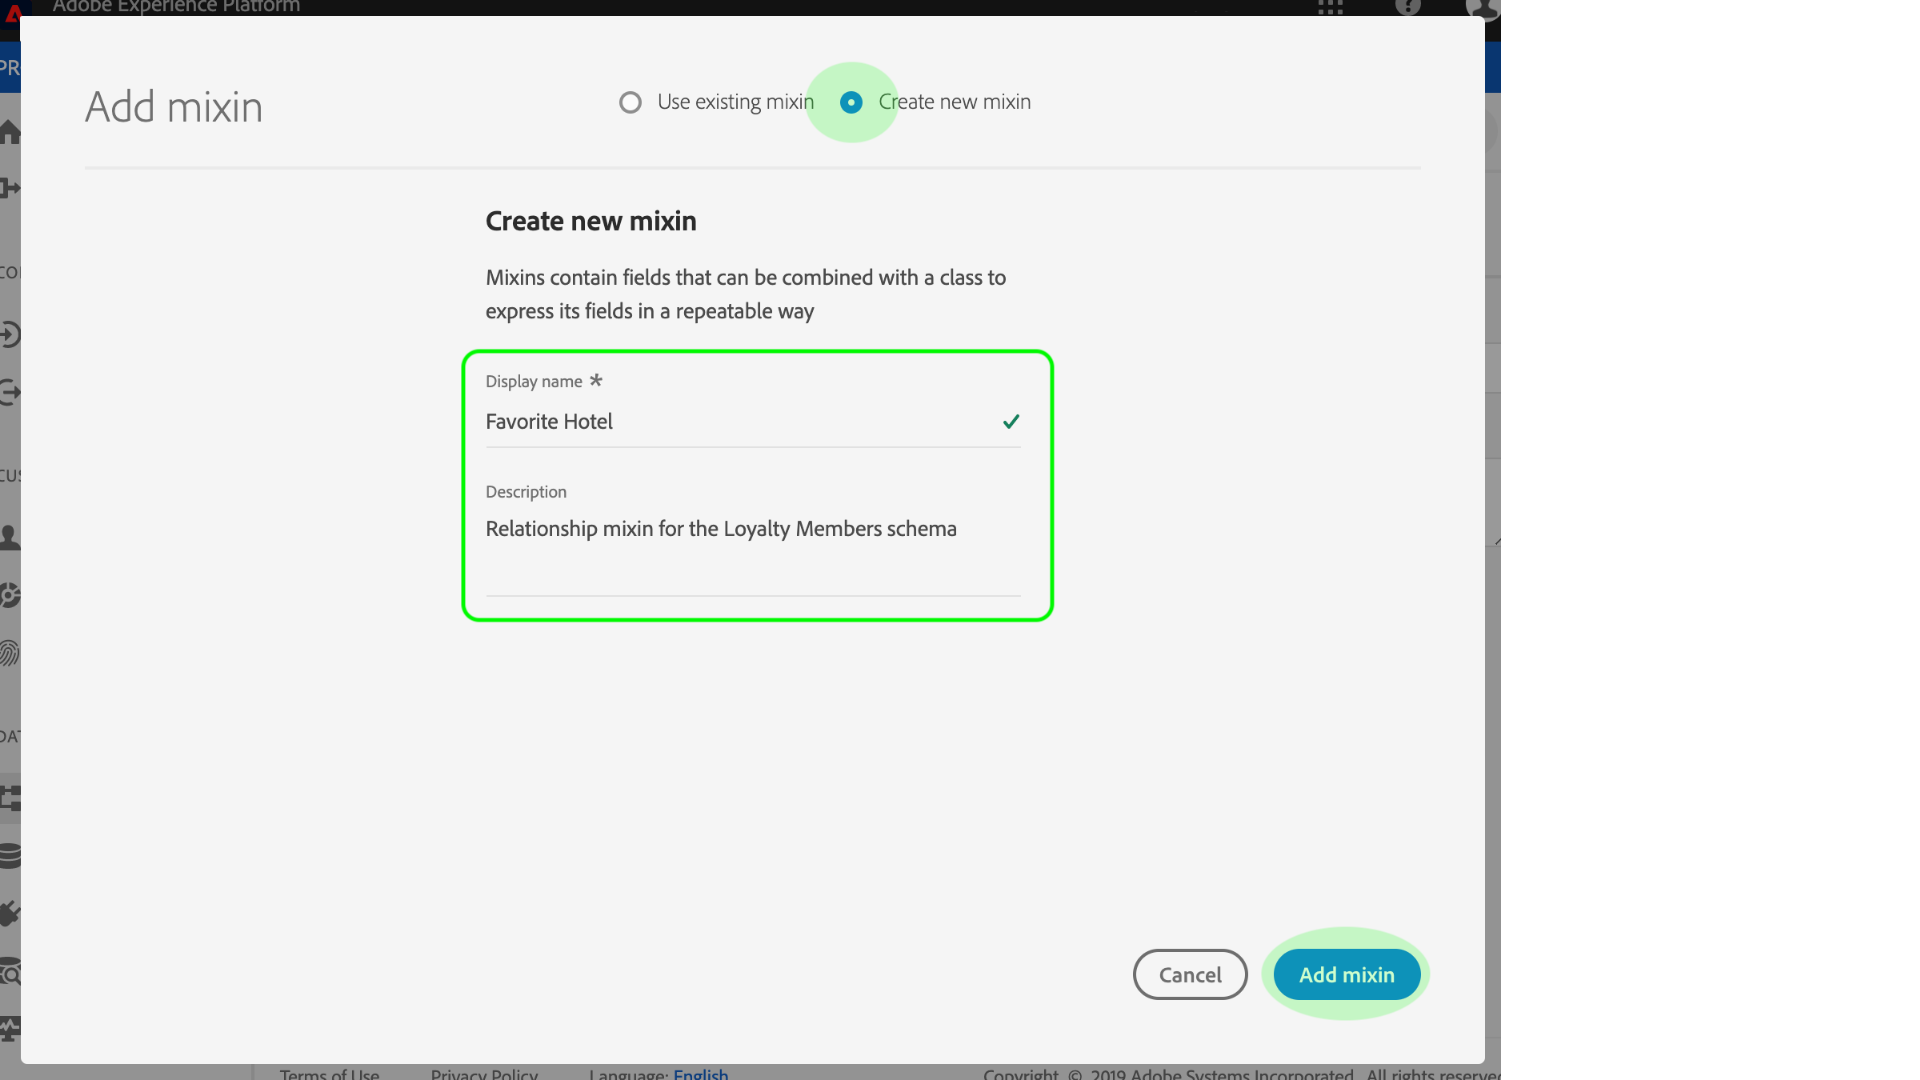 Adobe Experience Platform
Add mixin
Use existing mixin
Create new mixin
Create new mixin
Mixins contain fields that can be combined with a class to
express its fields in a repeatable way
Display name *
Favorite Hotel
Description
Relationship mixin for the Loyalty Members schema
Cancel
Add mixin
Terms of Use
Privacy Policy
Language: English
Copyright © 2019 Adobe Systems Incorporated. All rights